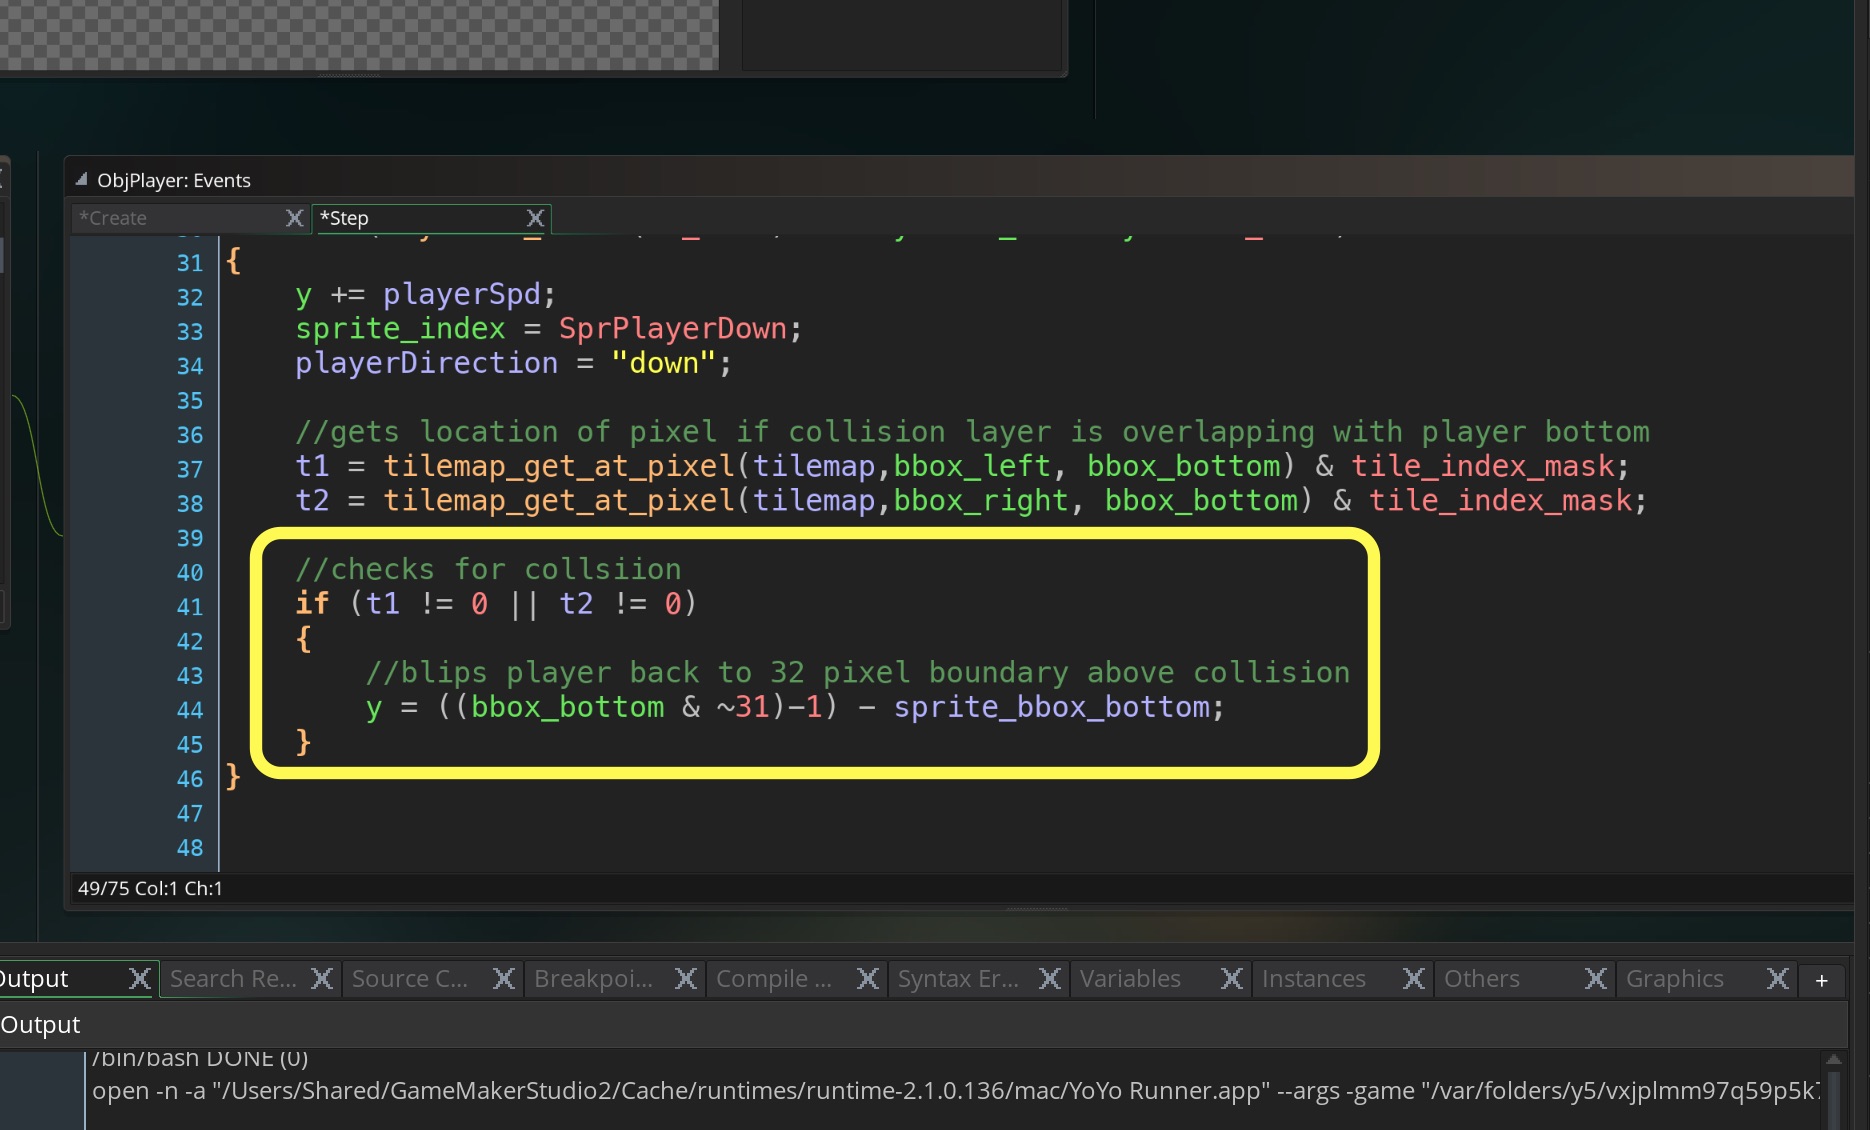 ObjPlayer: Events
*Create
*Step
31 {
32 y += playerSpd;
33 sprite_index = SprPlayerDown;
34 playerDirection = "down";
35
36 //gets location of pixel if collision layer is overlapping with player bottom
37 t1 = tilemap_get_at_pixel(tilemap,bbox_left, bbox_bottom) & tile_index_mask;
38 t2 = tilemap_get_at_pixel(tilemap,bbox_right, bbox_bottom) & tile_index_mask;
39
40 //checks for collsiion
41 if (t1 != 0 || t2 != 0)
42 {
43 //blips player back to 32 pixel boundary above collision
44 y = ((bbox_bottom & ~31)-1) - sprite_bbox_bottom;
45 }
46 }
47
48
49/75 Col:1 Ch:1
Output
Search Re...
Source C...
Breakpoi...
Compile ...
Syntax Er...
Variables
Instances
Others
Graphics
+
Output
/bin/bash DONE (0)
open -n -a "/Users/Shared/GameMakerStudio2/Cache/runtimes/runtime-2.1.0.136/mac/YoYo Runner.app" --args -game "/var/folders/y5/vxjplmm97q59p5k